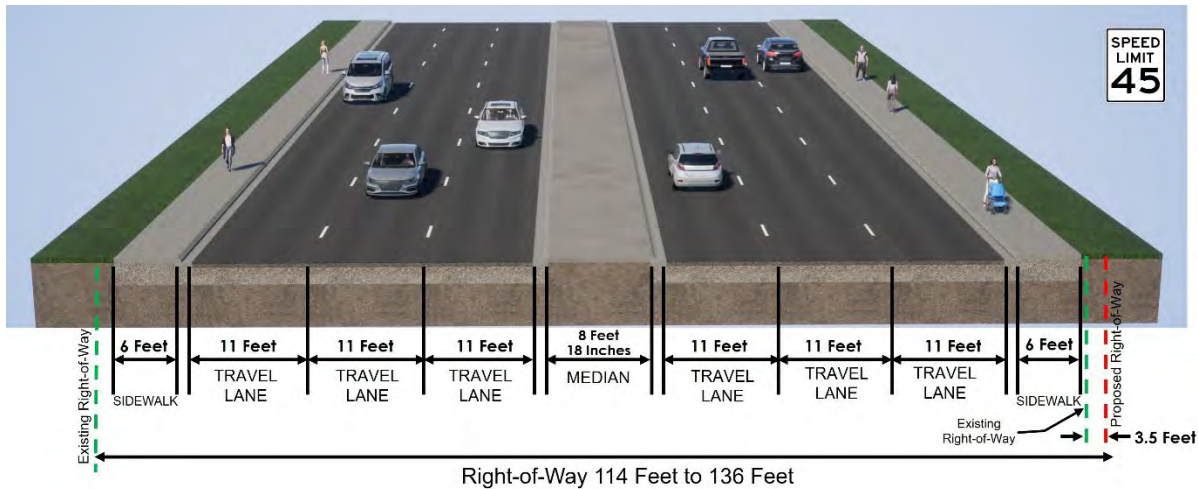 SPEED
LIMIT
45
Existing Right-of-Way
6 Feet
SIDEWALK
11 Feet
TRAVEL
LANE
11 Feet
TRAVEL
LANE
11 Feet
TRAVEL
LANE
8 Feet
18 Inches
MEDIAN
11 Feet
TRAVEL
LANE
11 Feet
TRAVEL
LANE
11 Feet
TRAVEL
LANE
6 Feet
SIDEWALK
Existing
Right-of-Way
Proposed Right-of-Way
3.5 Feet
Right-of-Way 114 Feet to 136 Feet